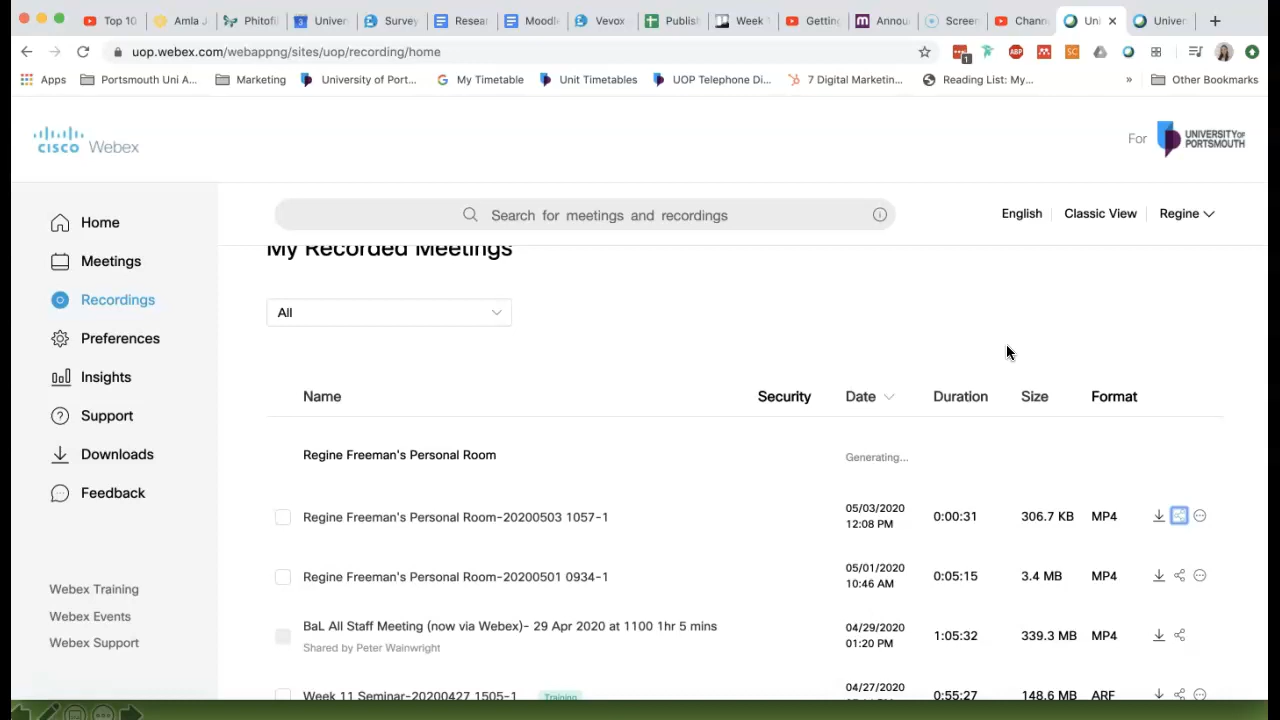 Top 10
Amla J
Phitofil
Univer
Survey
Resea
Moodl
Vevox
Publis
Week
Gettin
Annou
Screen
Chann
Uni
Univer
uop.webex.com/webappng/sites/uop/recording/home
Apps
Portsmouth Uni A...
Marketing
University of Port...
My Timetable
Unit Timetables
UOP Telephone Di...
7 Digital Marketin...
Reading List: My...
»
Other Bookmarks
CISCO Webex
For
UNIVERSITY OF
PORTSMOUTH
Home
Meetings
Recordings
Preferences
Insights
Support
Downloads
Feedback
Webex Training
Webex Events
Webex Support
Search for meetings and recordings
English
Classic View
Regine
My Recorded Meetings
All
Name Security Date Duration Size Format
Regine Freeman's Personal Room Generating...
Regine Freeman's Personal Room-20200503 1057-1
05/03/2020
12:08 PM
0:00:31 306.7 KB MP4
Regine Freeman's Personal Room-20200501 0934-1
05/01/2020
10:46 AM
0:05:15 3.4 MB MP4
BaL All Staff Meeting (now via Webex)- 29 Apr 2020 at 1100 1hr 5 mins
Shared by Peter Wainwright
04/29/2020
01:20 PM
1:05:32 339.3 MB MP4
Week 11 Seminar-20200427 1505-1 Training
04/27/2020
0:55:27 148.6 MB ARF